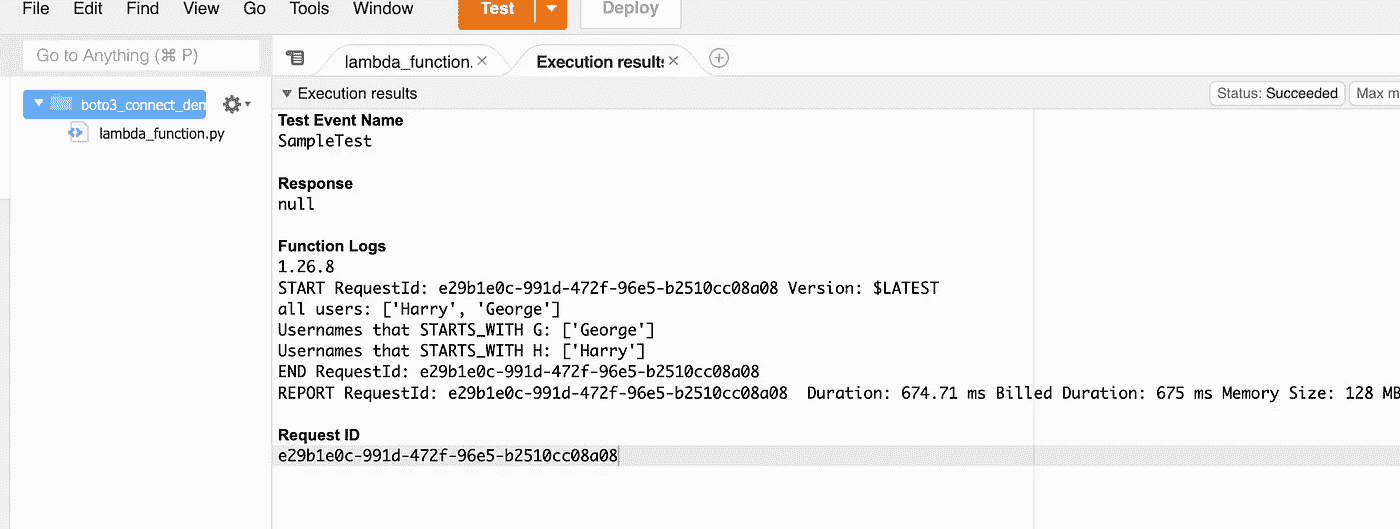 File Edit View Find Go Tools Window Test Deploy
Go to Anything (⌘ P)
lambda_function. Execution results
Execution results Status: Succeeded Max m
boto3_connect_den
lambda_function.py
Test Event Name
SampleTest
Response
null
Function Logs
1.26.8
START RequestId: e29b1e0c-991d-472f-96e5-b2510cc08a08 Version: $LATEST
all users: ['Harry', 'George']
Usernames that STARTS_WITH G: ['George']
Usernames that STARTS_WITH H: ['Harry']
END RequestId: e29b1e0c-991d-472f-96e5-b2510cc08a08
REPORT RequestId: e29b1e0c-991d-472f-96e5-b2510cc08a08 Duration: 674.71 ms Billed Duration: 675 ms Memory Size: 128 MB
Request ID
e29b1e0c-991d-472f-96e5-b2510cc08a08